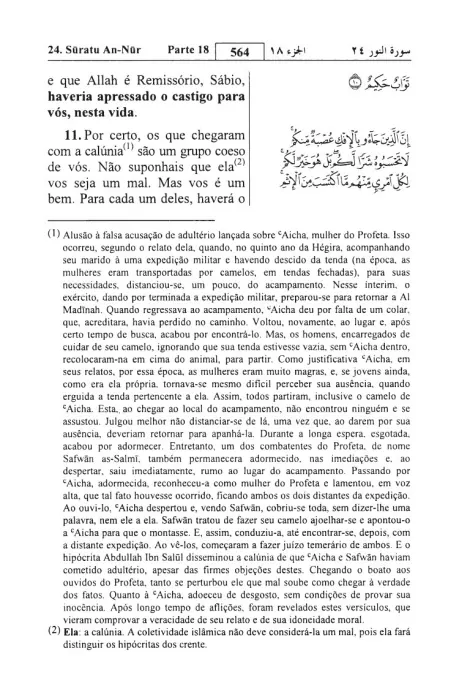 24. Sūratu An-Nūr Parte 18 564 الجزء ١٨ سورة النور ٢٤
e que Allah é Remissório, Sábio,
haveria apressado o castigo para
vós, nesta vida.
تَوَّابٌ حَكِيمٌ ١٠
11. Por certo, os que chegaram
com a calúnia(1) são um grupo coeso
de vós. Não suponhais que ela(2)
vos seja um mal. Mas vos é um
bem. Para cada um deles, haverá o
إِنَّ ٱلَّذِينَ جَآءُو بِٱلْإِفْكِ عُصْبَةٌ مِّنكُمْ
لَا تَحْسَبُوهُ شَرًّا لَّكُم بَلْ هُوَ خَيْرٌ لَّكُمْ
لِكُلِّ ٱمْرِئٍ مِّنْهُم مَّا ٱكْتَسَبَ مِنَ ٱلْإِثْمِ
(1) Alusão à falsa acusação de adultério lançada sobre ᶜAicha, mulher do Profeta. Isso
ocorreu, segundo o relato dela, quando, no quinto ano da Hégira, acompanhando
seu marido à uma expedição militar e havendo descido da tenda (na época, as
mulheres eram transportadas por camelos, em tendas fechadas), para suas
necessidades, distanciou-se, um pouco, do acampamento. Nesse ínterim, o
exército, dando por terminada a expedição militar, preparou-se para retornar a Al
Madīnah. Quando regressava ao acampamento, ᶜAicha deu por falta de um colar,
que, acreditara, havia perdido no caminho. Voltou, novamente, ao lugar e, após
certo tempo de busca, acabou por encontrá-lo. Mas, os homens, encarregados de
cuidar de seu camelo, ignorando que sua tenda estivesse vazia, sem ᶜAicha dentro,
recolocaram-na em cima do animal, para partir. Como justificativa ᶜAicha, em
seus relatos, por essa época, as mulheres eram muito magras, e, se jovens ainda,
como era ela própria, tornava-se mesmo difícil perceber sua ausência, quando
erguida a tenda pertencente a ela. Assim, todos partiram, inclusive o camelo de
ᶜAicha. Esta, ao chegar ao local do acampamento, não encontrou ninguém e se
assustou. Julgou melhor não distanciar-se de lá, uma vez que, ao darem por sua
ausência, deveriam retornar para apanhá-la. Durante a longa espera, esgotada,
acabou por adormecer. Entretanto, um dos combatentes do Profeta, de nome
Safwān as-Salmī, também permanecera adormecido, nas imediações e, ao
despertar, saiu imediatamente, rumo ao lugar do acampamento. Passando por
ᶜAicha, adormecida, reconheceu-a como mulher do Profeta e lamentou, em voz
alta, que tal fato houvesse ocorrido, ficando ambos os dois distantes da expedição.
Ao ouvi-lo, ᶜAicha despertou e, vendo Safwān, cobriu-se toda, sem dizer-lhe uma
palavra, nem ele a ela. Safwān tratou de fazer seu camelo ajoelhar-se e apontou-o
a ᶜAicha para que o montasse. E, assim, conduziu-a, até encontrar-se, depois, com
a distante expedição. Ao vê-los, começaram a fazer juízo temerário de ambos. E o
hipócrita Abdullah Ibn Salūl disseminou a calúnia de que ᶜAicha e Safwān haviam
cometido adultério, apesar das firmes objeções destes. Chegando o boato aos
ouvidos do Profeta, tanto se perturbou ele que mal soube como chegar à verdade
dos fatos. Quanto à ᶜAicha, adoeceu de desgosto, sem condições de provar sua
inocência. Após longo tempo de aflições, foram revelados estes versículos, que
vieram comprovar a veracidade de seu relato e de sua idoneidade moral.
(2) Ela: a calúnia. A coletividade islâmica não deve considerá-la um mal, pois ela fará
distinguir os hipócritas dos crente.